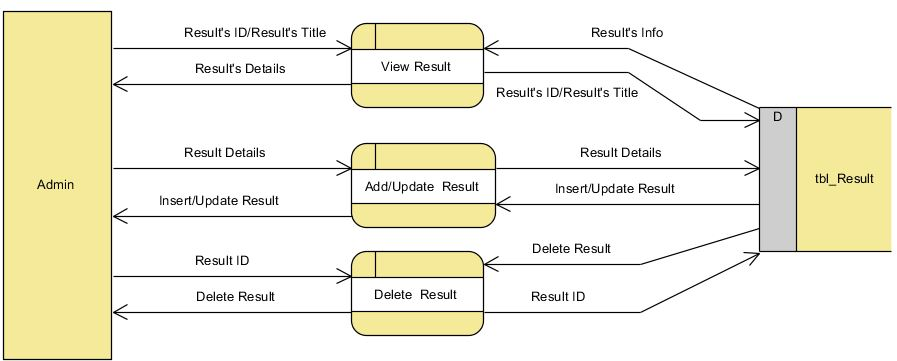 Result's ID/Result's Title
Result's Info
View Result
Result's Details
Result's ID/Result's Title
D
Result Details
Result Details
Admin
Add/Update Result
tbl_Result
Insert/Update Result
Insert/Update Result
Delete Result
Result ID
Delete Result
Delete Result
Result ID